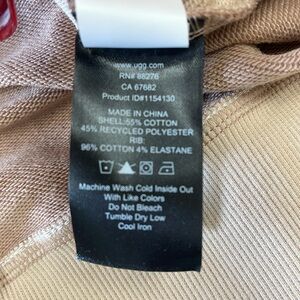 www.ugg.com
RN# 88276
CA 67682
Product ID#1154130
MADE IN CHINA
SHELL:55% COTTON
45% RECYCLED POLYESTER
RIB:
96% COTTON 4% ELASTANE
Machine Wash Cold Inside Out
With Like Colors
Do Not Bleach
Tumble Dry Low
Cool Iron